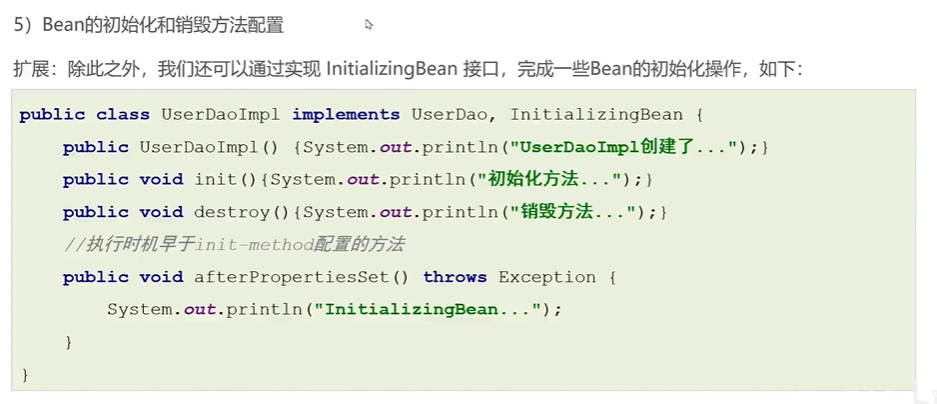 5）Bean的初始化和销毁方法配置
扩展：除此之外，我们还可以通过实现 InitializingBean 接口，完成一些Bean的初始化操作，如下：
public class UserDaoImpl implements UserDao, InitializingBean {
    public UserDaoImpl() {System.out.println("UserDaoImpl创建了...");}
    public void init(){System.out.println("初始化方法...");}
    public void destroy(){System.out.println("销毁方法...");}
    //执行时机早于init-method配置的方法
    public void afterPropertiesSet() throws Exception {
        System.out.println("InitializingBean...");
    }
}